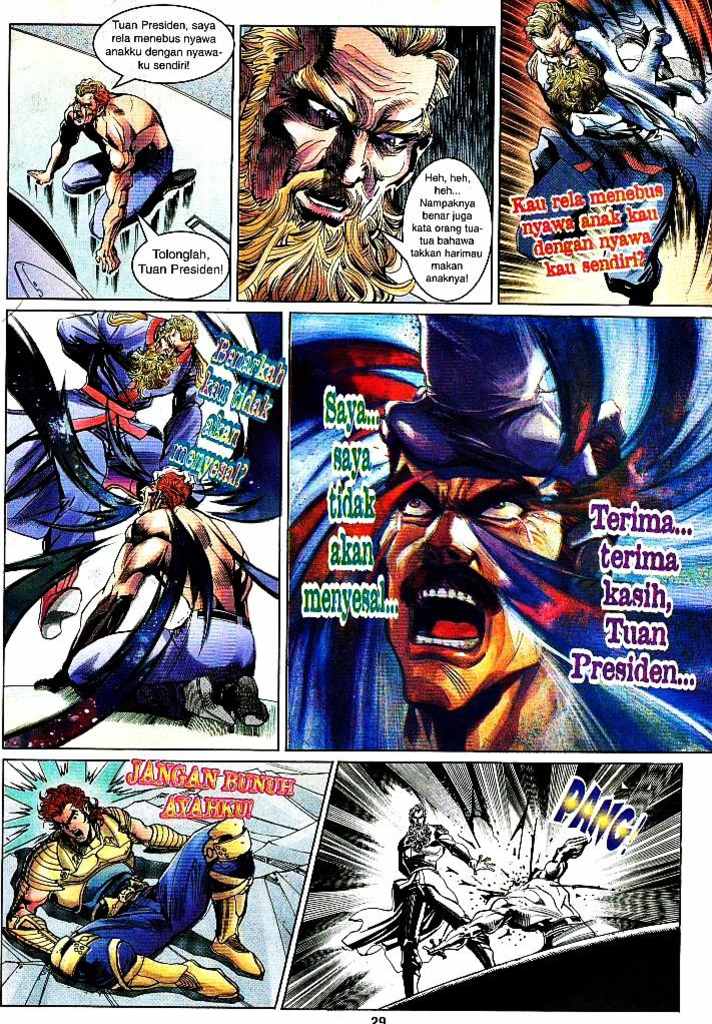 Tuan Presiden, saya
rela menebus nyawa
anakku dengan nyawa-
ku sendiri!
Tolonglah,
Tuan Presiden!
Heh, heh,
heh...
Nampaknya
benar juga
kata orang tua-
tua bahawa
takkan harimau
makan
anaknya!
Kau rela menebus
nyawa anak kau
dengan nyawa
kau sendiri?
Benarkah
kau tidak
akan
menyesal?
Saya...
saya
tidak
akan
menyesal...
Terima...
terima
kasih,
Tuan
Presiden...
JANGAN BUNUH
AYAHKU!
PANG!
29